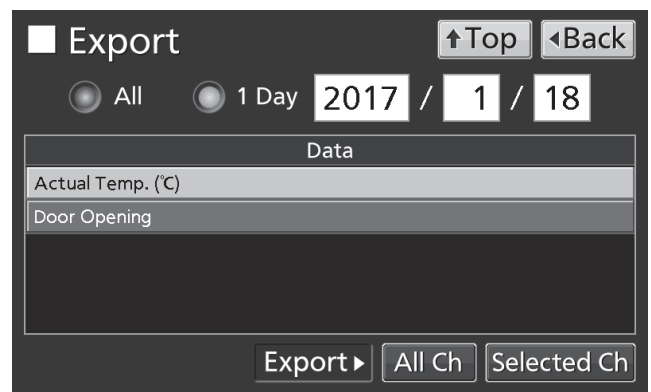 Export
↑Top
◂Back
All
1 Day
2017 / 1 / 18
Data
Actual Temp. (℃)
Door Opening
Export▸
All Ch
Selected Ch